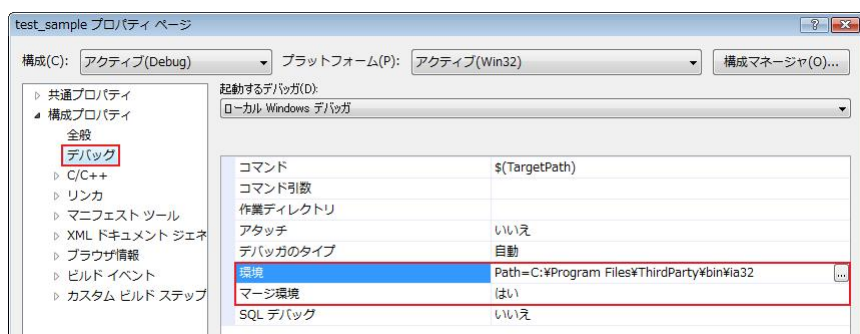 test_sample プロパティ ページ
構成(C): アクティブ(Debug) プラットフォーム(P): アクティブ(Win32) 構成マネージャ(O)...
共通プロパティ
構成プロパティ
全般
デバッグ
C/C++
リンカ
マニフェスト ツール
XML ドキュメント ジェネ
ブラウザ情報
ビルド イベント
カスタム ビルド ステップ
起動するデバッガ(D):
ローカル Windows デバッガ
コマンド $(TargetPath)
コマンド引数
作業ディレクトリ
アタッチ いいえ
デバッガのタイプ 自動
環境 Path=C:¥Program Files¥ThirdParty¥bin¥ia32 ...
マージ環境 はい
SQL デバッグ いいえ